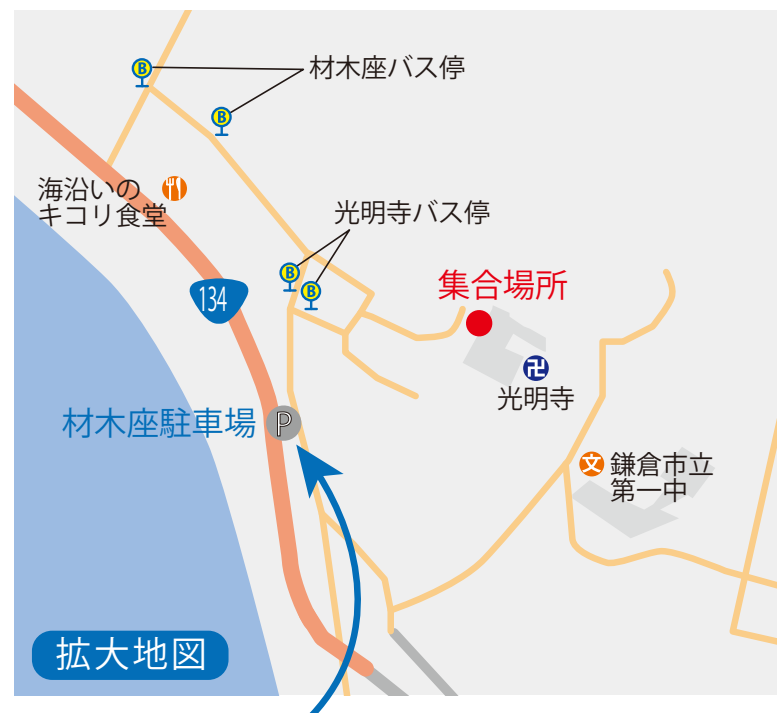 B
材木座バス停
B
海沿いの
キコリ食堂
光明寺バス停
B
B
134
集合場所
卍
光明寺
材木座駐車場
P
文
鎌倉市立
第一中
拡大地図